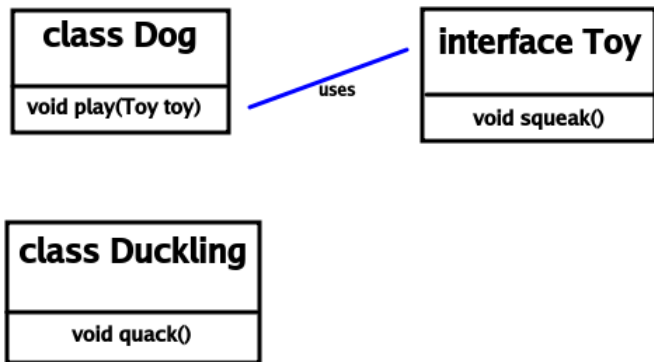 class Dog
void play(Toy toy)
uses
interface Toy
void squeak()
class Duckling
void quack()